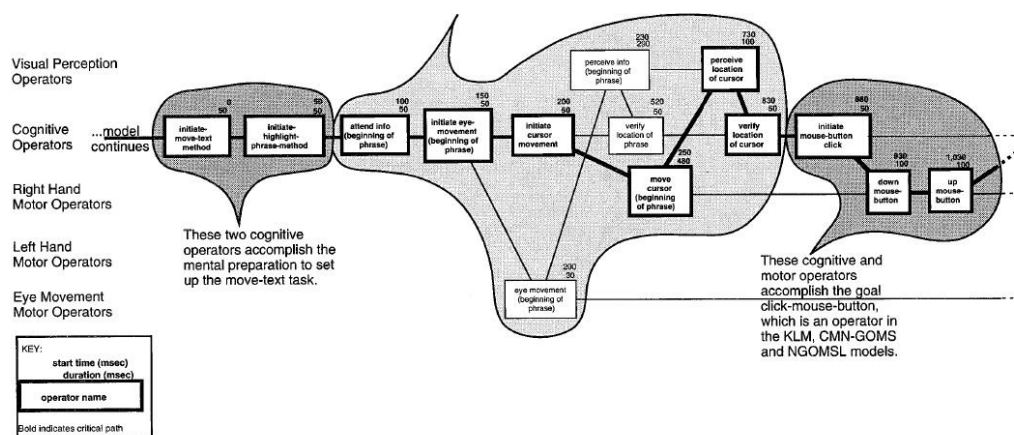 Visual Perception
Operators
Cognitive
Operators
...model
continues
Right Hand
Motor Operators
Left Hand
Motor Operators
Eye Movement
Motor Operators
0
50
initiate-
move-text
method
50
50
initiate-
highlight-
phrase-method
100
50
attend info
(beginning of
phrase)
150
50
initiate eye-
movement
(beginning of
phrase)
200
50
initiate
cursor
movement
230
290
perceive info
(beginning of
phrase)
520
50
verify
location of
phrase
250
480
move
cursor
(beginning
of phrase)
200
30
eye movement
(beginning of
phrase)
730
100
perceive
location
of cursor
830
50
verify
location
of cursor
50
initiate
mouse-button
click
930
100
down
mouse-
button
1,030
100
up
mouse-
button
These two cognitive
operators accomplish the
mental preparation to set
up the move-text task.
These cognitive and
motor operators
accomplish the goal
click-mouse-button,
which is an operator in
the KLM, CMN-GOMS
and NGOMSL models.
KEY:
start time (msec)
duration (msec)
operator name
Bold indicates critical path